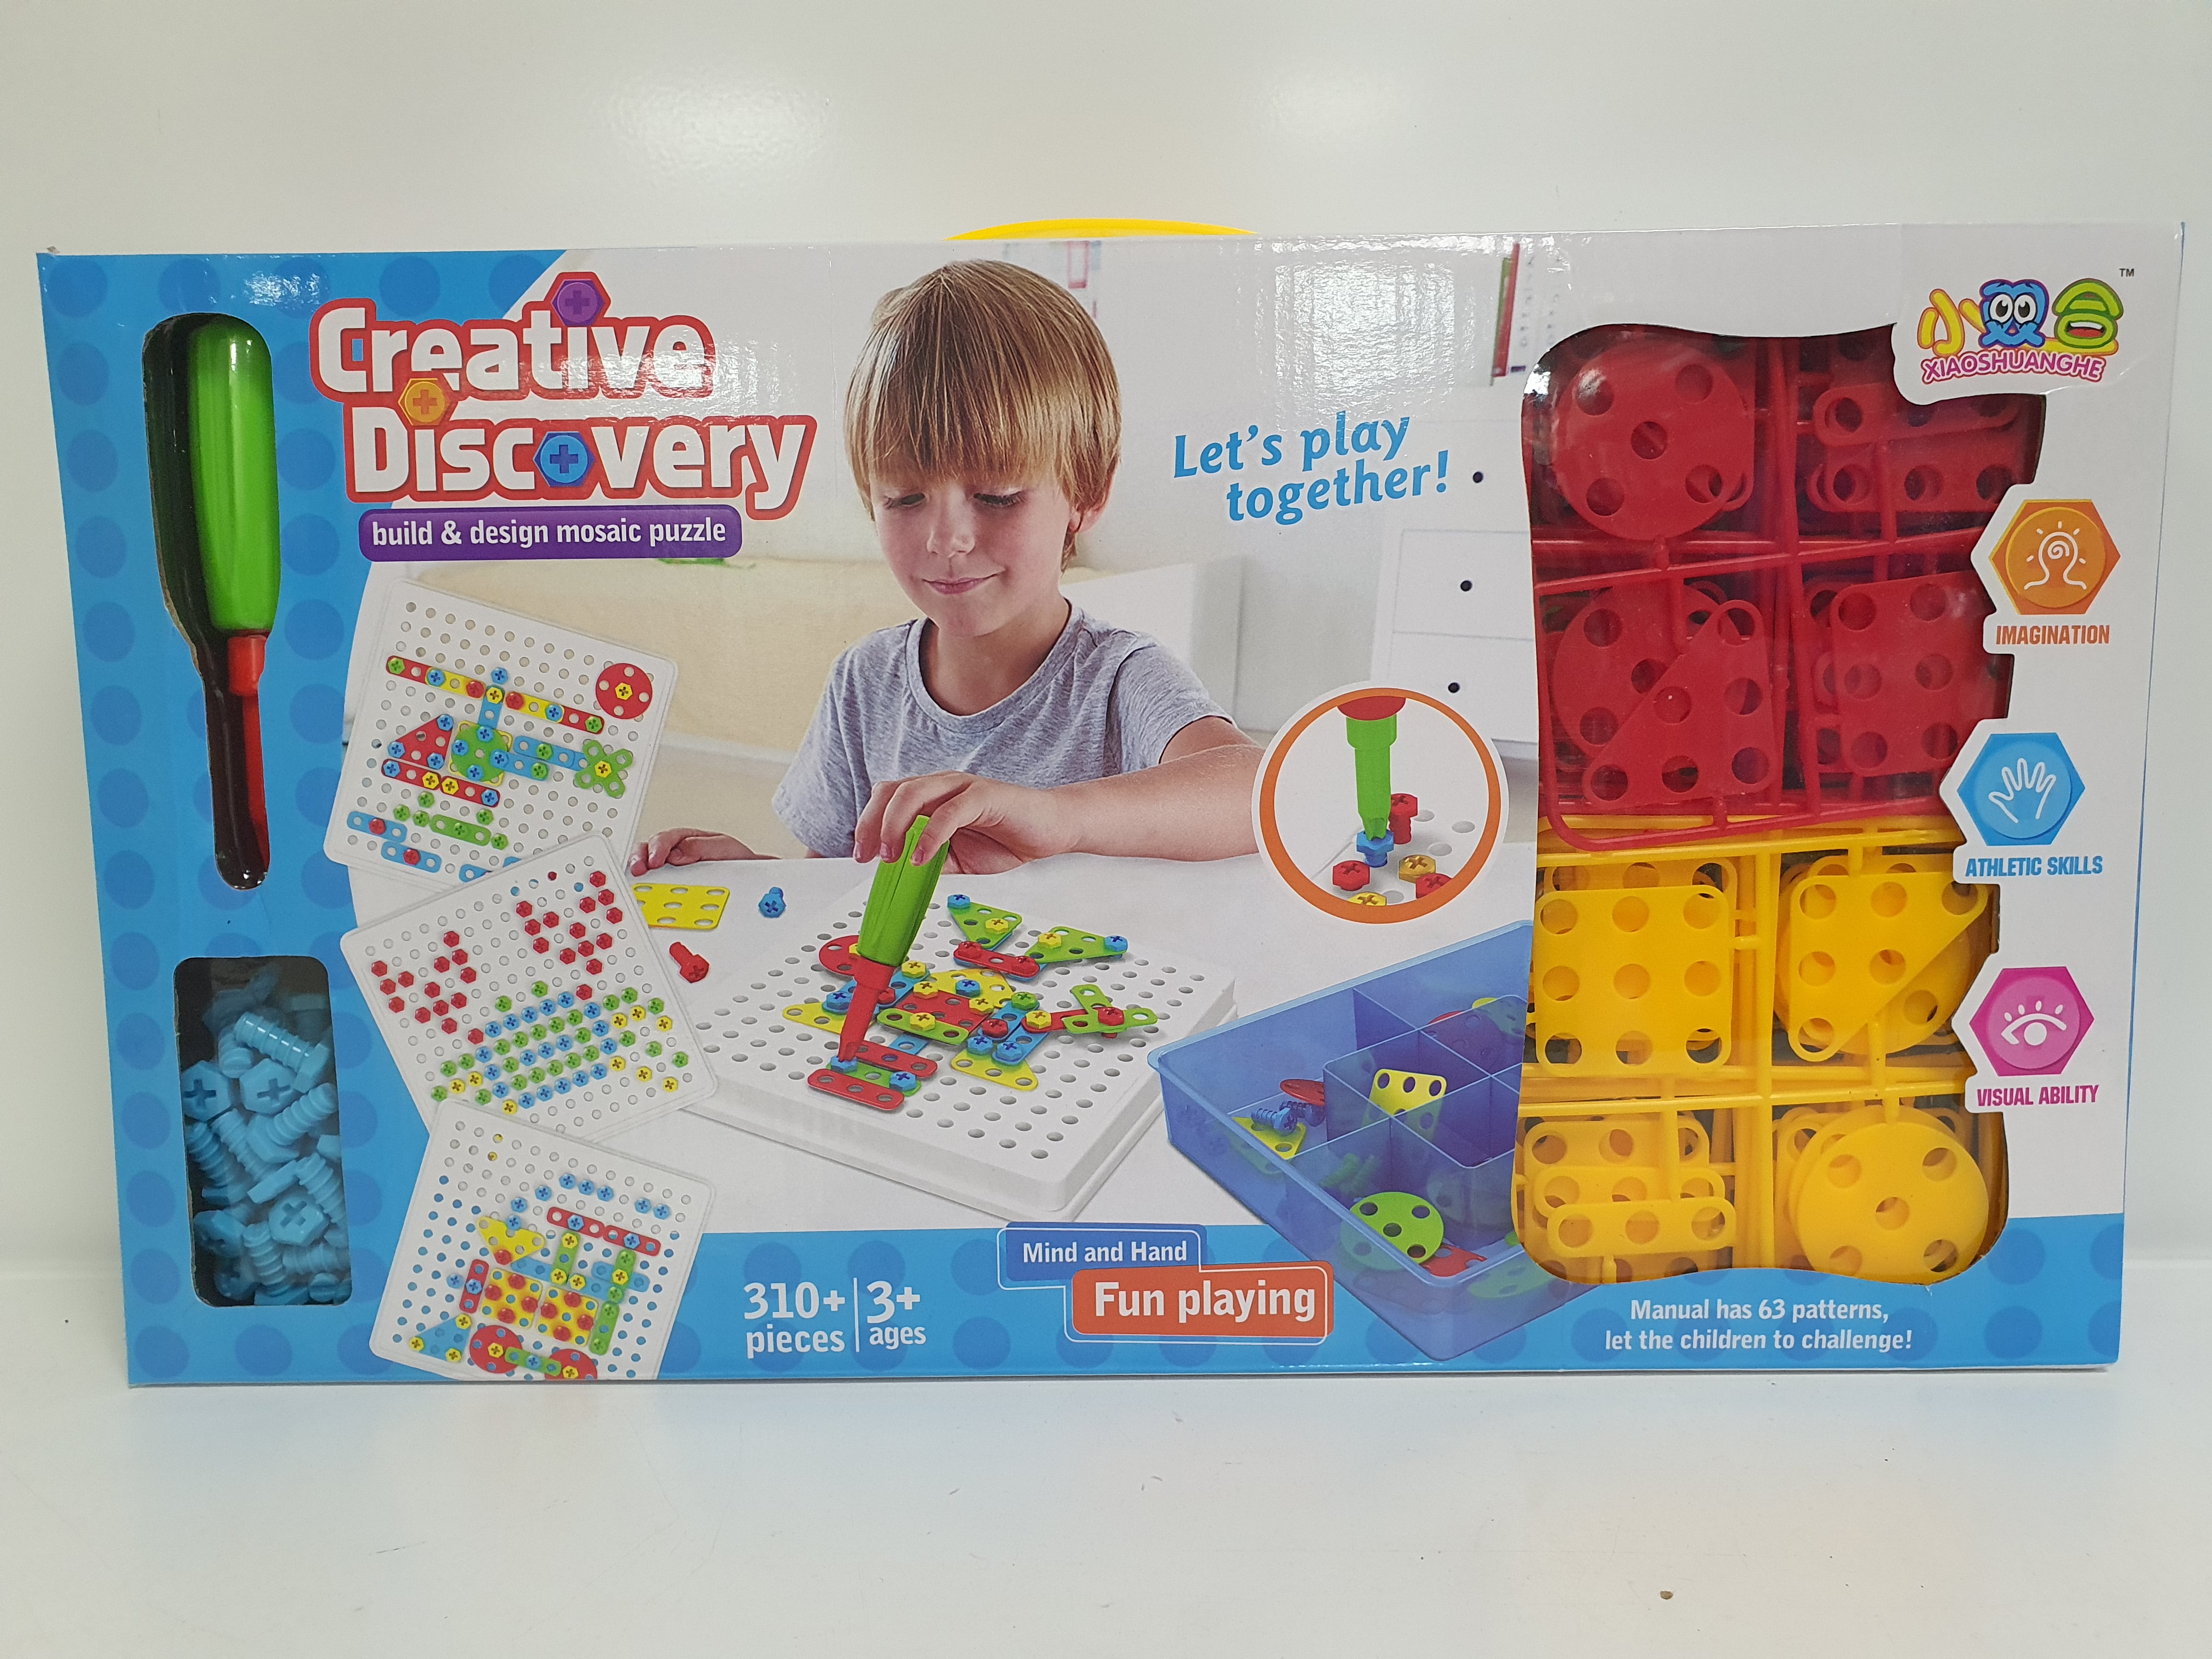 Creative
Discovery
build & design mosaic puzzle
Let's play
together!
小双合
TM
XIAOSHUANGHE
IMAGINATION
ATHLETIC SKILLS
VISUAL ABILITY
310+
pieces
3+
ages
Mind and Hand
Fun playing
Manual has 63 patterns,
let the children to challenge!